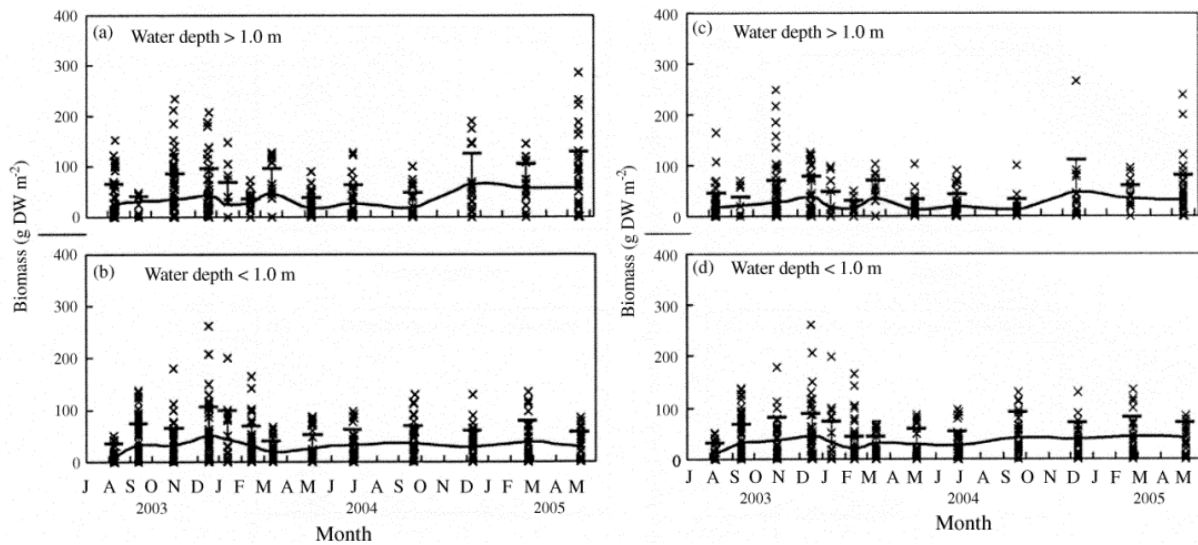 (a) Water depth > 1.0 m
400
300
200
100
0
(b) Water depth < 1.0 m
400
300
200
100
0
Biomass (g DW m-2)
J A S O N D J F M A M J J A S O N D J F M A M
2003 2004 2005
Month
(c) Water depth > 1.0 m
400
300
200
100
0
(d) Water depth < 1.0 m
400
300
200
100
0
Biomass (g DW m-2)
J A S O N D J F M A M J J A S O N D J F M A M
2003 2004 2005
Month